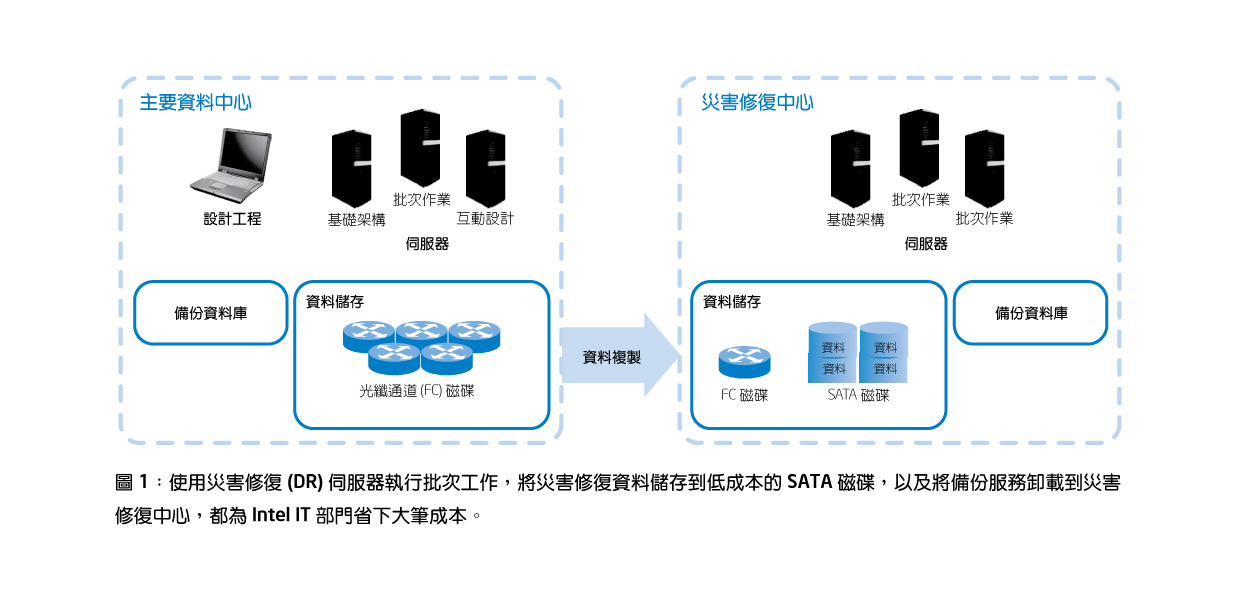 主要資料中心
設計工程
基礎架構
批次作業
互動設計
伺服器
備份資料庫
資料儲存
光纖通道 (FC) 磁碟
資料複製
災害修復中心
基礎架構
批次作業
批次作業
伺服器
資料儲存
FC 磁碟
資料
資料
資料
資料
SATA 磁碟
備份資料庫
圖 1：使用災害修復 (DR) 伺服器執行批次工作，將災害修復資料儲存到低成本的 SATA 磁碟，以及將備份服務卸載到災害
修復中心，都為 Intel IT 部門省下大筆成本。